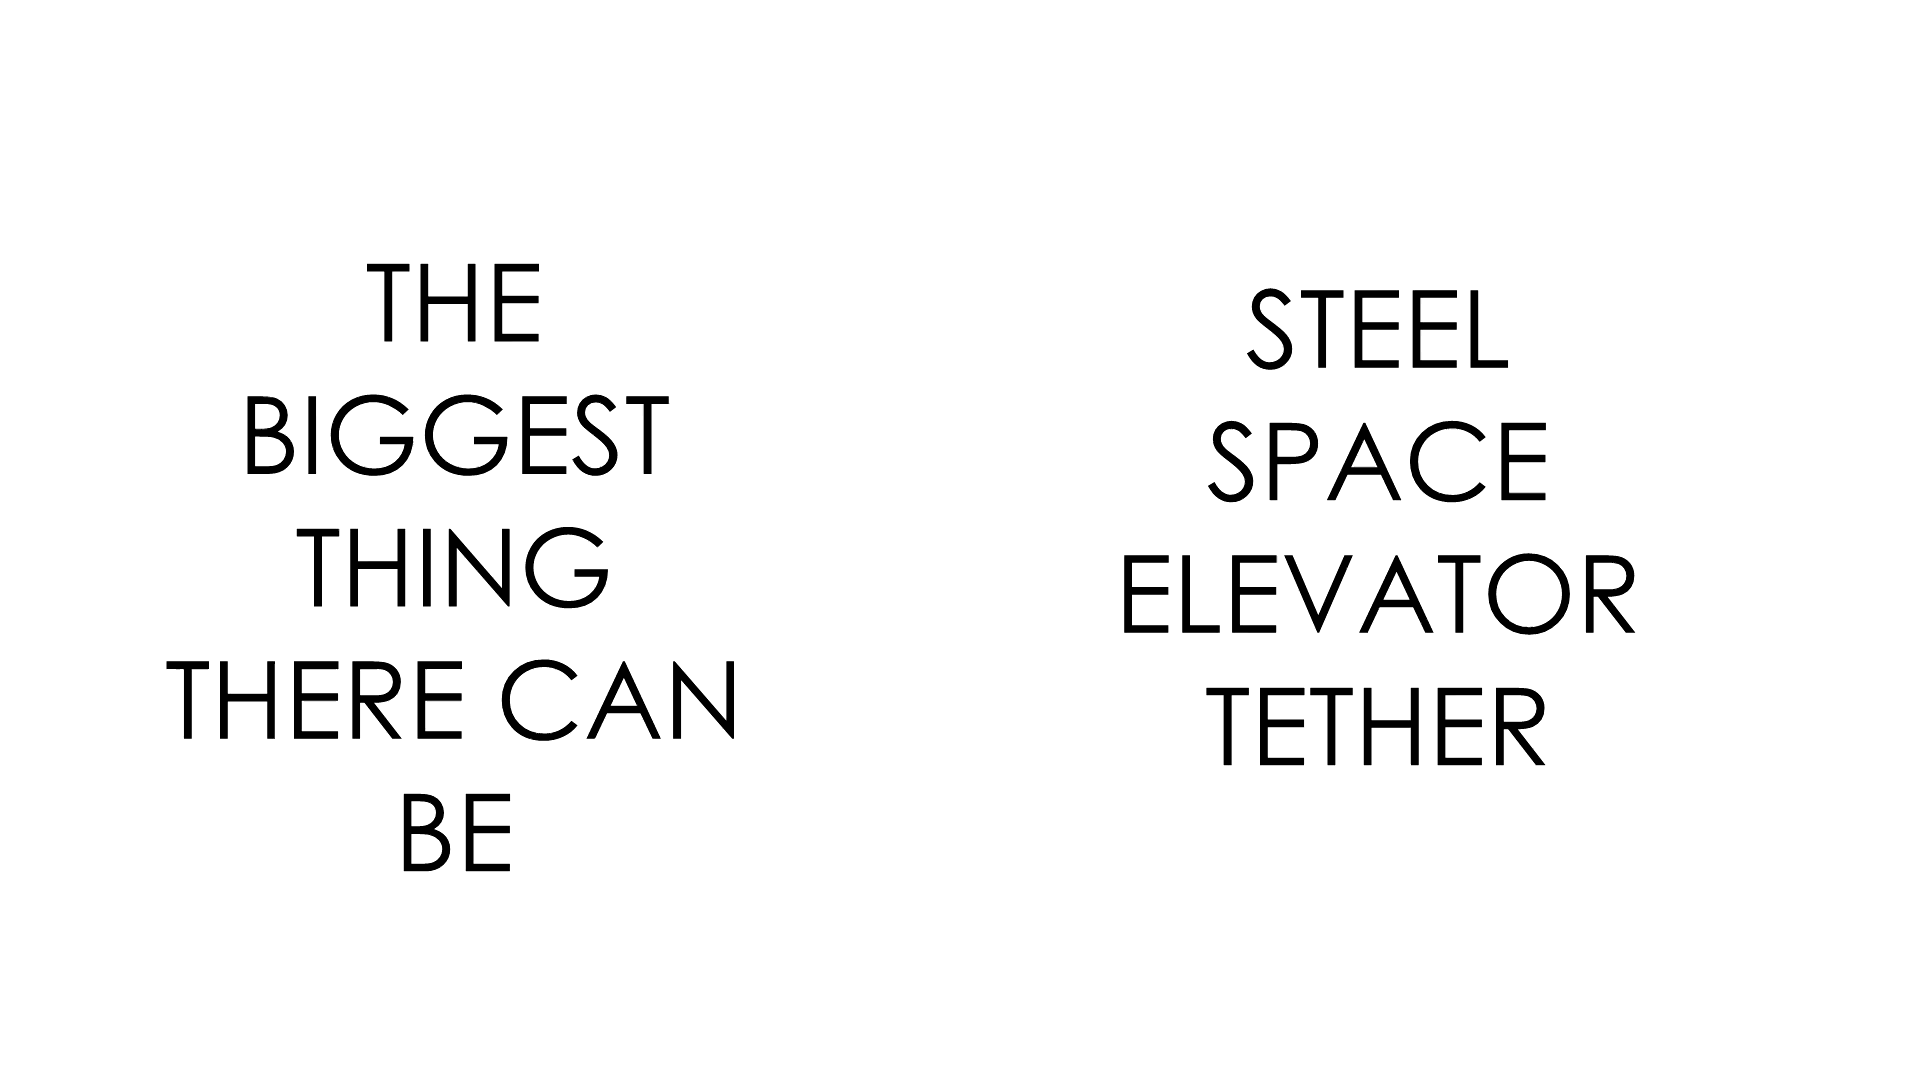 THE
BIGGEST
THING
THERE CAN
BE
STEEL
SPACE
ELEVATOR
TETHER